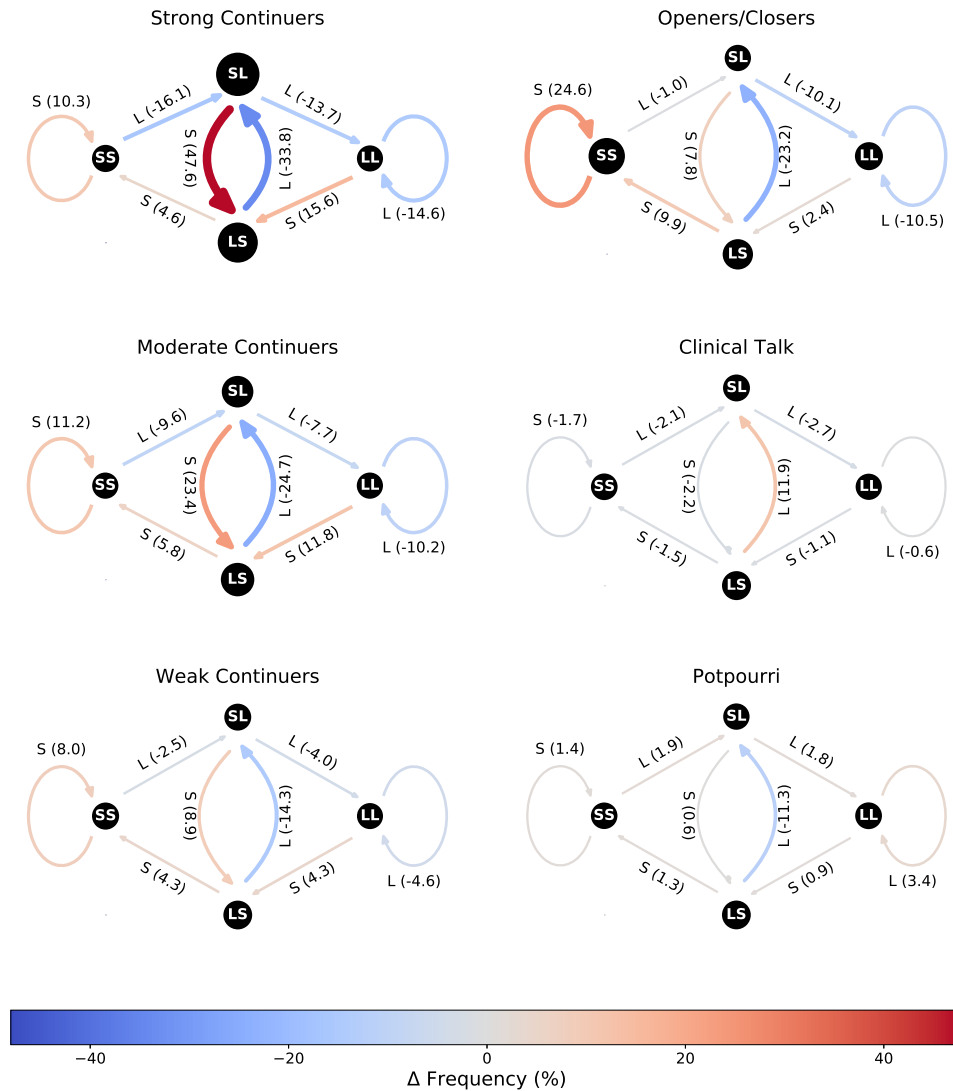 Strong Continuers
SL
S (10.3)
L (-16.1)
L (-13.7)
S (47.6)
L (-33.8)
SS
LL
S (4.6)
S (15.6)
L (-14.6)
LS
Openers/Closers
SL
S (24.6)
L (-1.0)
L (-10.1)
S (7.8)
L (-23.2)
SS
LL
S (9.9)
S (2.4)
L (-10.5)
LS
Moderate Continuers
SL
S (11.2)
L (-9.6)
L (-7.7)
S (23.4)
L (-24.7)
SS
LL
S (5.8)
S (11.8)
L (-10.2)
LS
Clinical Talk
SL
S (-1.7)
L (-2.1)
L (-2.7)
S (-2.2)
L (11.6)
SS
LL
S (-1.5)
S (-1.1)
L (-0.6)
LS
Weak Continuers
SL
S (8.0)
L (-2.5)
L (-4.0)
S (8.9)
L (-14.3)
SS
LL
S (4.3)
S (4.3)
L (-4.6)
LS
Potpourri
SL
S (1.4)
L (1.9)
L (1.8)
S (0.6)
L (-11.3)
SS
LL
S (1.3)
S (0.9)
L (3.4)
LS
−40 −20 0 20 40
Δ Frequency (%)